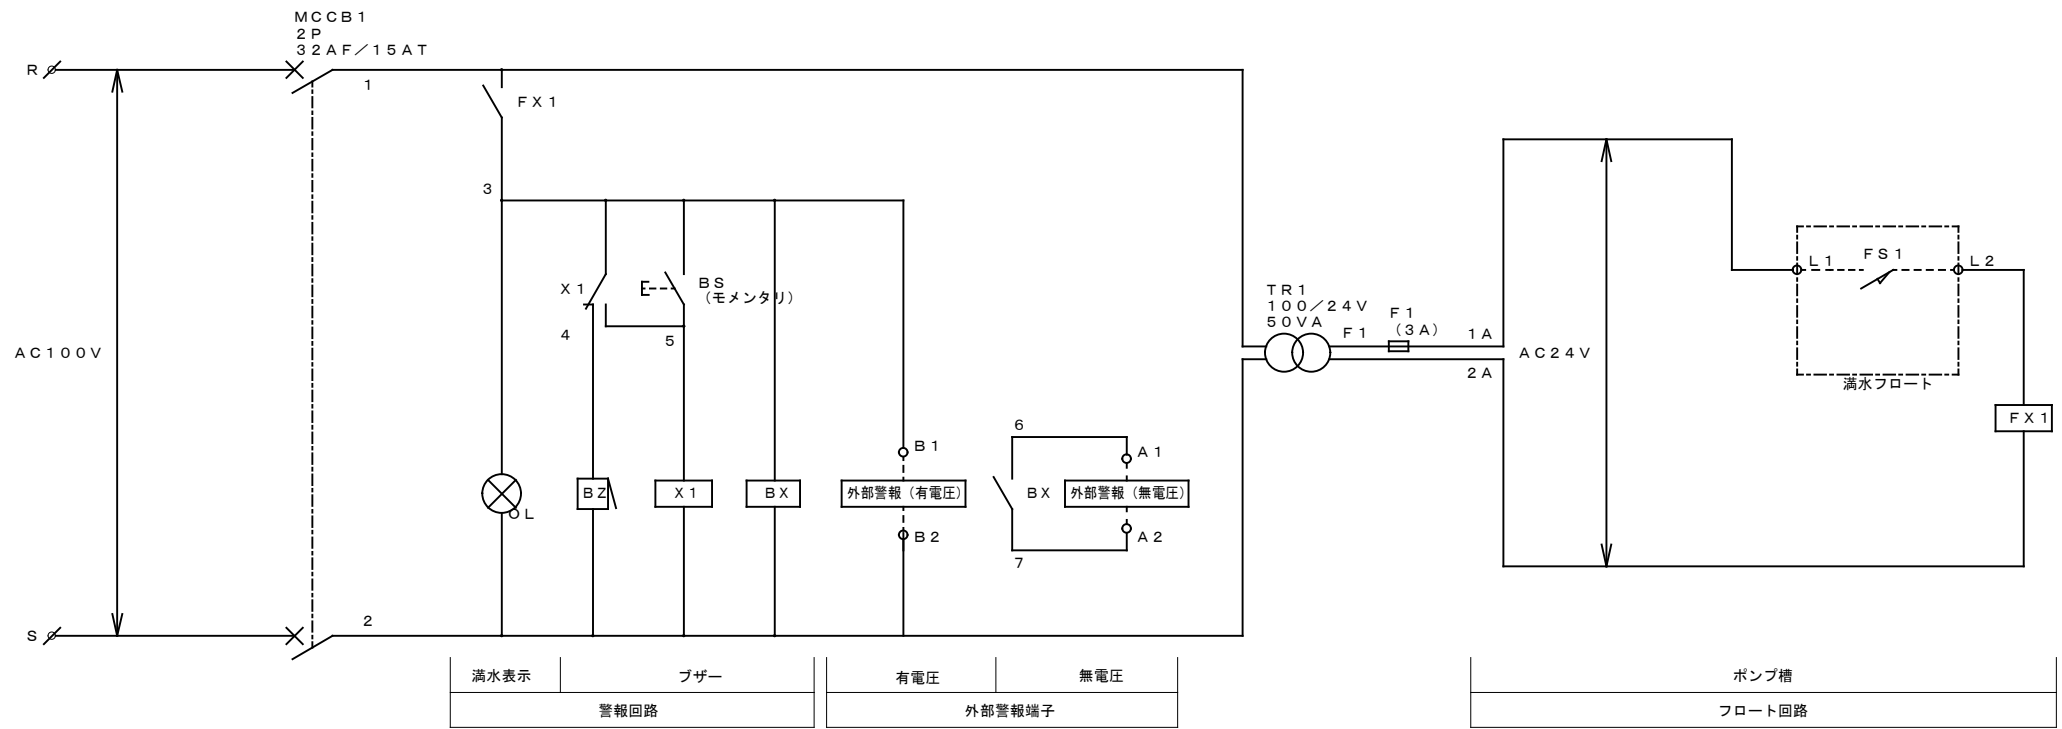 ＭＣＣＢ１
２Ｐ
３２ＡＦ／１５ＡＴ
Ｒ
１
ＦＸ１
３
Ｘ１
ＢＳ
（モメンタリ）
４
５
ＡＣ１００Ｖ
ＴＲ１
１００／２４Ｖ
５０ＶＡ
Ｆ１
Ｆ１
（３Ａ）
１Ａ
２Ａ
ＡＣ２４Ｖ
Ｌ１
ＦＳ１
Ｌ２
満水フロート
ＦＸ１
ＯＬ
ＢＺ
Ｘ１
ＢＸ
Ｂ１
外部警報（有電圧）
Ｂ２
６
ＢＸ
Ａ１
外部警報（無電圧）
Ａ２
７
Ｓ
２
満水表示
ブザー
有電圧
無電圧
ポンプ槽
警報回路
外部警報端子
フロート回路